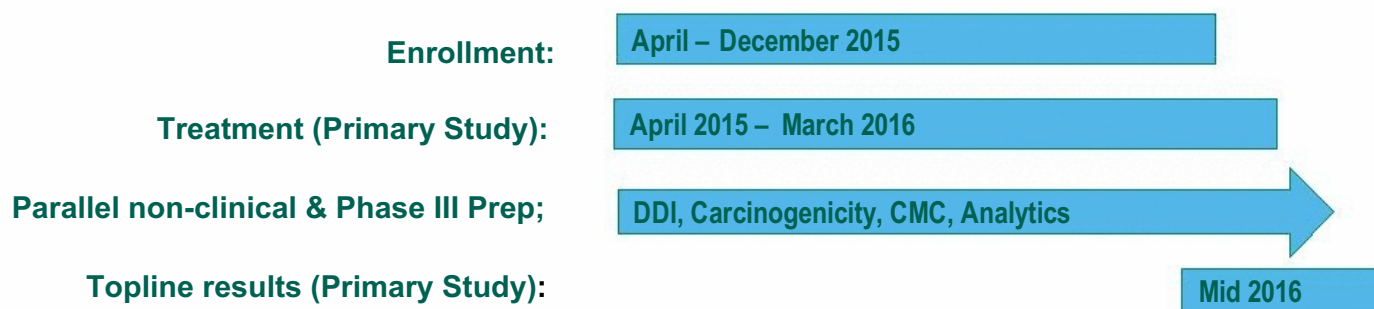 Enrollment: April – December 2015
Treatment (Primary Study): April 2015 – March 2016
Parallel non-clinical & Phase III Prep; DDI, Carcinogenicity, CMC, Analytics
Topline results (Primary Study): Mid 2016